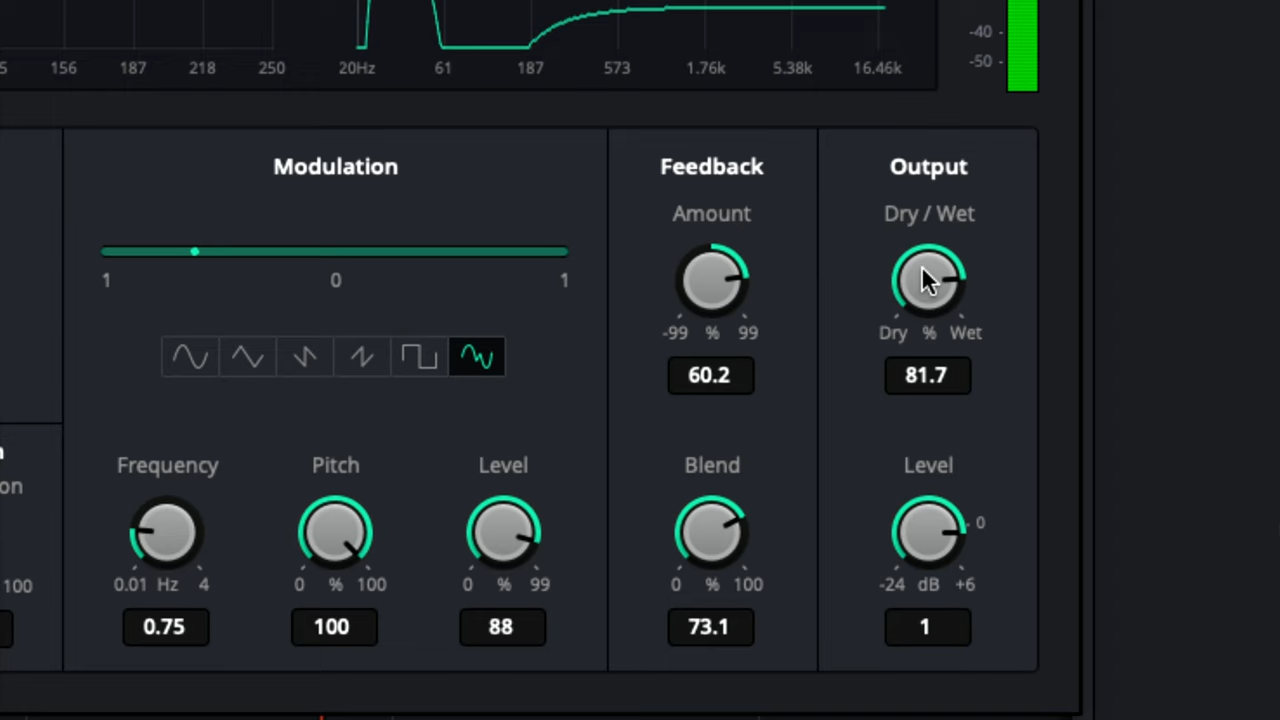 -40
-50
5 156 187 218 250 20Hz 61 187 573 1.76k 5.38k 16.46k
Modulation
1 0 1
Frequency Pitch Level
0.01 Hz 4 0 % 100 0 % 99
0.75 100 88
Feedback
Amount
-99 % 99
60.2
Blend
0 % 100
73.1
Output
Dry / Wet
Dry % Wet
81.7
Level
0
-24 dB +6
1
n
on
100